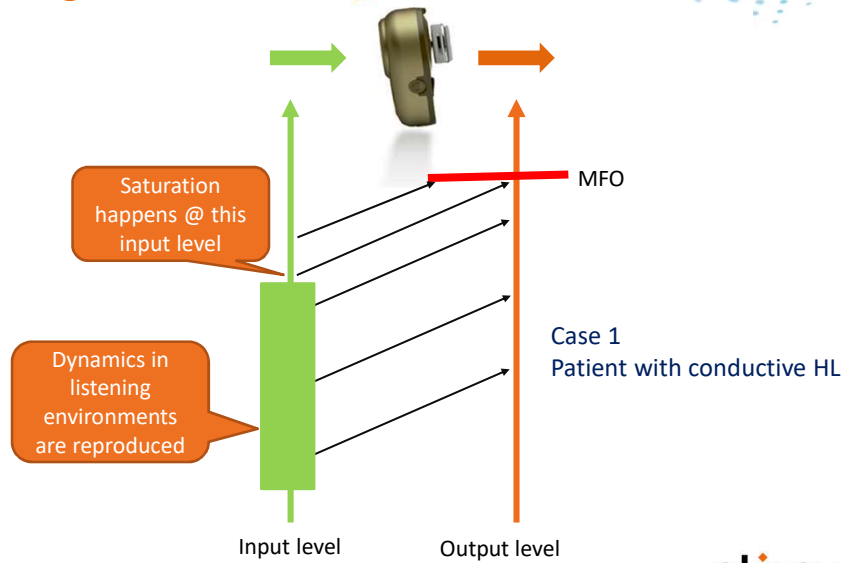 Saturation
happens @ this
input level
MFO
Dynamics in
listening
environments
are reproduced
Case 1
Patient with conductive HL
Input level
Output level